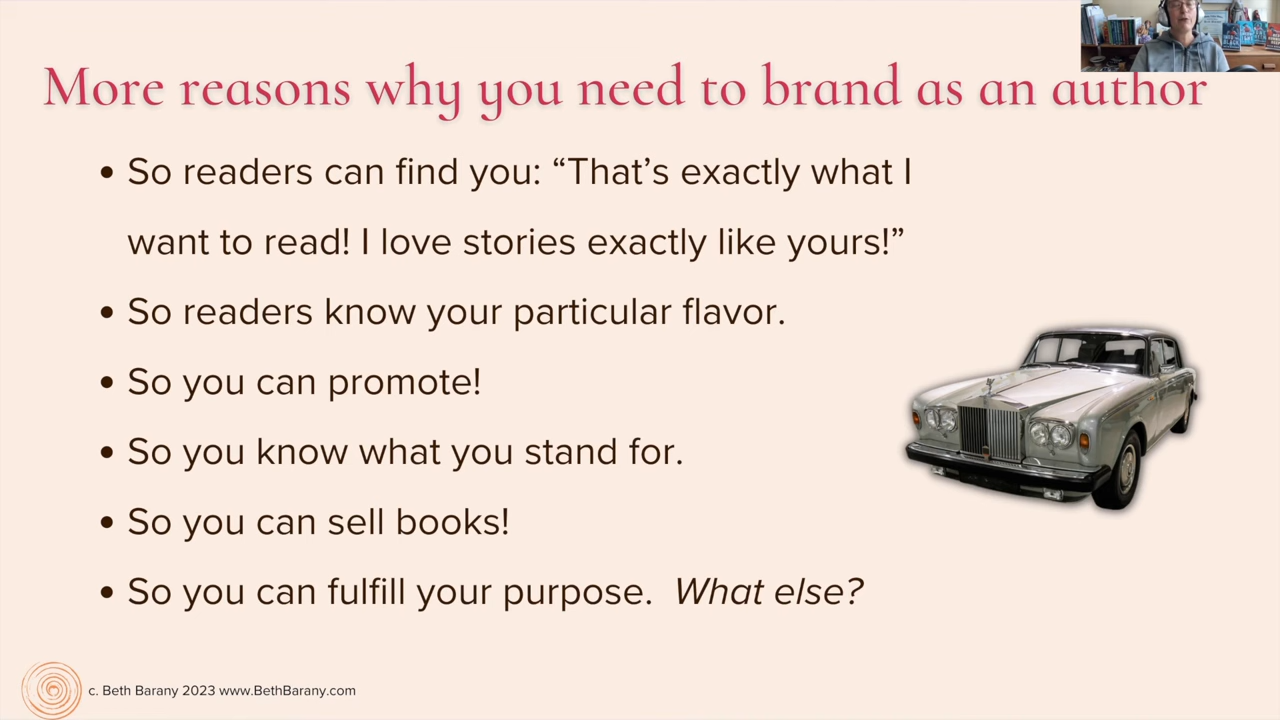 More reasons why you need to brand as an author
• So readers can find you: “That’s exactly what I
want to read! I love stories exactly like yours!”
• So readers know your particular flavor.
• So you can promote!
• So you know what you stand for.
• So you can sell books!
• So you can fulfill your purpose. What else?
c. Beth Barany 2023 www.BethBarany.com